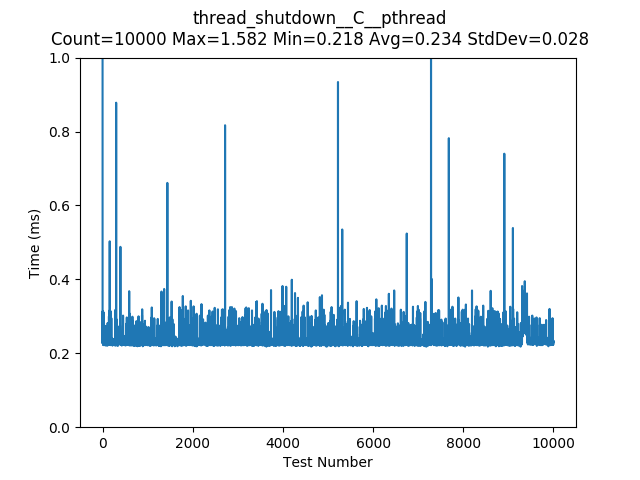 thread_shutdown__C__pthread
Count=10000 Max=1.582 Min=0.218 Avg=0.234 StdDev=0.028
1.0
0.8
0.6
0.4
0.2
0.0
Time (ms)
0 2000 4000 6000 8000 10000
Test Number